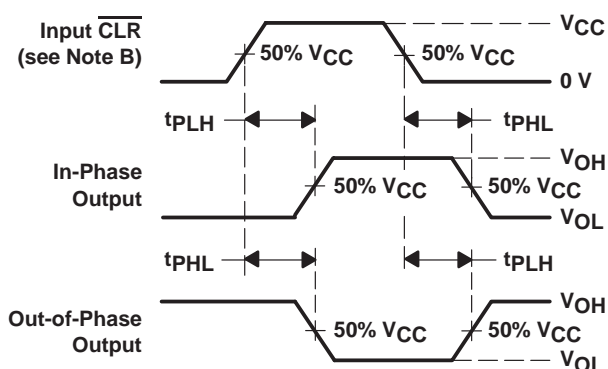 Input CLR
(see Note B)
50% VCC
50% VCC
VCC
0 V
tPLH
tPHL
In-Phase
Output
50% VCC
50% VCC
VOH
VOL
tPHL
tPLH
Out-of-Phase
Output
50% VCC
50% VCC
VOH
VOL